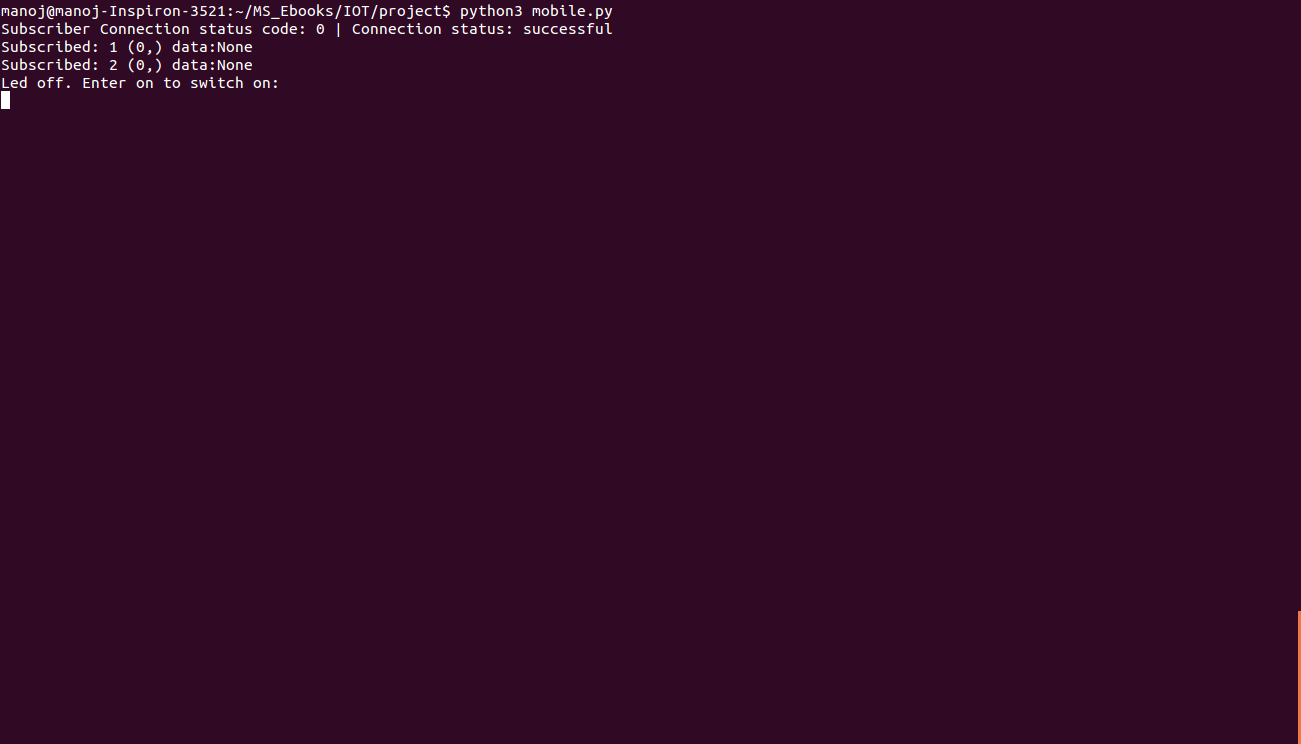 manoj@manoj-Inspiron-3521:~/MS_Ebooks/IOT/project$ python3 mobile.py
Subscriber Connection status code: 0 | Connection status: successful
Subscribed: 1 (0,) data:None
Subscribed: 2 (0,) data:None
Led off. Enter on to switch on: